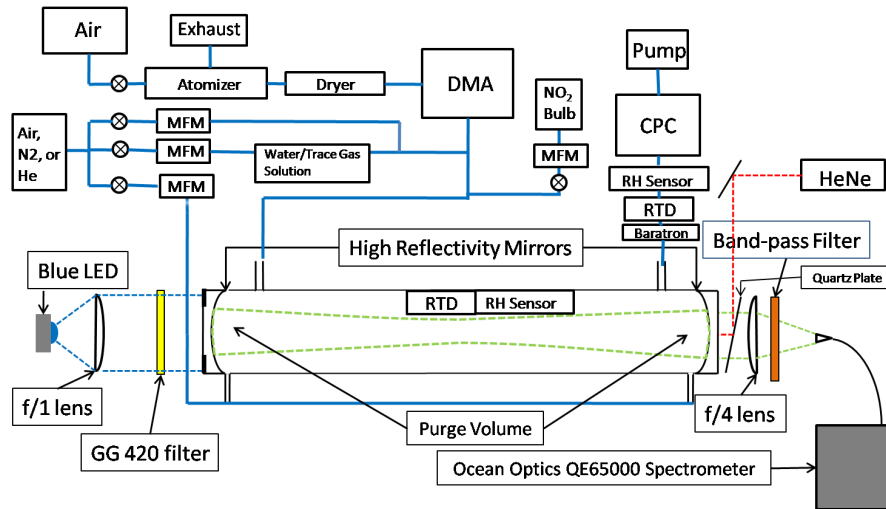 Air
Exhaust
Pump
Atomizer
Dryer
DMA
NO2
Bulb
CPC
Air,
N2, or
He
MFM
MFM
MFM
Water/Trace Gas
Solution
MFM
RH Sensor
HeNe
RTD
Baratron
High Reflectivity Mirrors
Band-pass Filter
Blue LED
Quartz Plate
RTD
RH Sensor
f/1 lens
GG 420 filter
Purge Volume
f/4 lens
Ocean Optics QE65000 Spectrometer